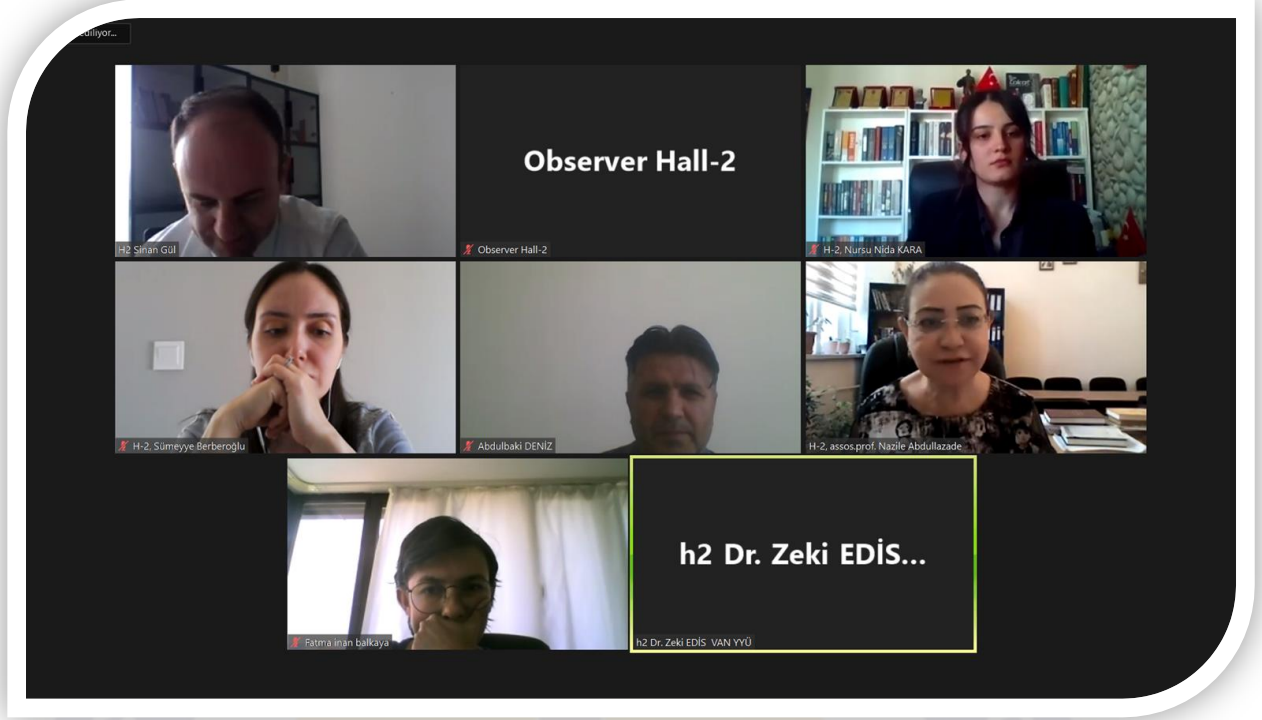 ediliyor...
Observer Hall-2
H2 Sinan Gül
Observer Hall-2
H-2, Nursu Nida KARA
H-2, Sümeyye Berberoğlu
Abdulbaki DENİZ
H-2, assos.prof. Nazile Abdullazade
h2 Dr. Zeki EDİS...
Fatma inan balkaya
h2 Dr. Zeki EDİS VAN YYÜ